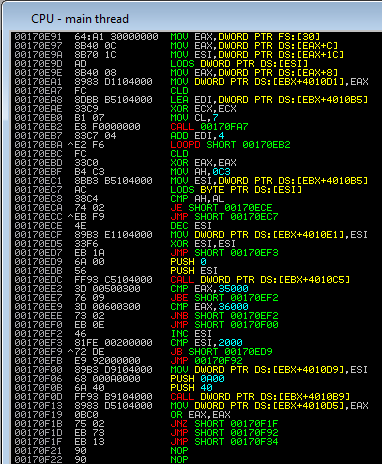 CPU - main thread
00170E91 64:A1 30000000 MOV EAX,DWORD PTR FS:[30]
00170E97 8B40 0C MOV EAX,DWORD PTR DS:[EAX+C]
00170E9A 8B70 1C MOV ESI,DWORD PTR DS:[EAX+1C]
00170E9D AD LODS DWORD PTR DS:[ESI]
00170E9E 8B40 08 MOV EAX,DWORD PTR DS:[EAX+8]
00170EA1 8983 D1104000 MOV DWORD PTR DS:[EBX+4010D1],EAX
00170EA7 FC CLD
00170EA8 8DBB B5104000 LEA EDI,DWORD PTR DS:[EBX+4010B5]
00170EAE 33C9 XOR ECX,ECX
00170EB0 B1 07 MOV CL,7
00170EB2 E8 F0000000 CALL 00170FA7
00170EB7 83C7 04 ADD EDI,4
00170EBA ^E2 F6 LOOPD SHORT 00170EB2
00170EBC FC CLD
00170EBD 33C0 XOR EAX,EAX
00170EBF B4 C3 MOV AH,0C3
00170EC1 8BB3 B5104000 MOV ESI,DWORD PTR DS:[EBX+4010B5]
00170EC7 AC LODS BYTE PTR DS:[ESI]
00170EC8 38C4 CMP AH,AL
00170ECA 74 02 JE SHORT 00170ECE
00170ECC ^EB F9 JMP SHORT 00170EC7
00170ECE 4E DEC ESI
00170ECF 89B3 E1104000 MOV DWORD PTR DS:[EBX+4010E1],ESI
00170ED5 33F6 XOR ESI,ESI
00170ED7 EB 1A JMP SHORT 00170EF3
00170ED9 6A 00 PUSH 0
00170EDB 56 PUSH ESI
00170EDC FF93 C5104000 CALL DWORD PTR DS:[EBX+4010C5]
00170EE2 3D 00500300 CMP EAX,35000
00170EE7 76 09 JBE SHORT 00170EF2
00170EE9 3D 00600300 CMP EAX,36000
00170EEE 73 02 JNB SHORT 00170EF2
00170EF0 EB 0E JMP SHORT 00170F00
00170EF2 46 INC ESI
00170EF3 81FE 00200000 CMP ESI,2000
00170EF9 ^72 DE JB SHORT 00170ED9
00170EFB E9 92000000 JMP 00170F92
00170F00 89B3 D9104000 MOV DWORD PTR DS:[EBX+4010D9],ESI
00170F06 68 000A0000 PUSH 0A00
00170F0B 6A 40 PUSH 40
00170F0D FF93 B9104000 CALL DWORD PTR DS:[EBX+4010B9]
00170F13 8983 D5104000 MOV DWORD PTR DS:[EBX+4010D5],EAX
00170F19 0BC0 OR EAX,EAX
00170F1B 75 02 JNZ SHORT 00170F1F
00170F1D EB 73 JMP SHORT 00170F92
00170F1F EB 13 JMP SHORT 00170F34
00170F21 90 NOP
00170F22 90 NOP